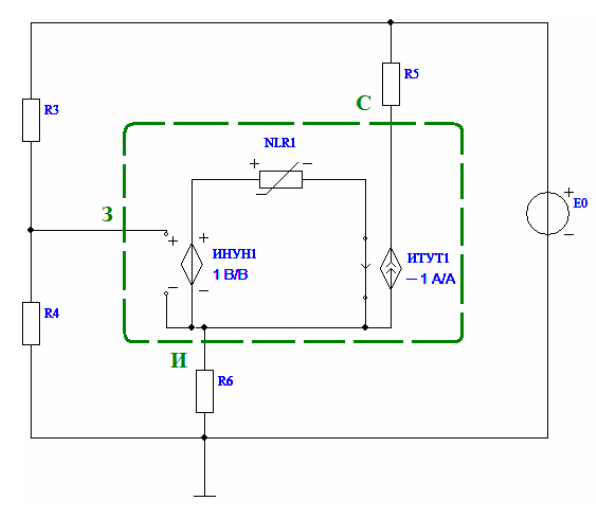 R5
С
R3
NLR1
+
−
З
+
+
ИНУН1
1 В/В
ИТУТ1
− 1 А/А
−
−
+
E0
−
R4
И
R6